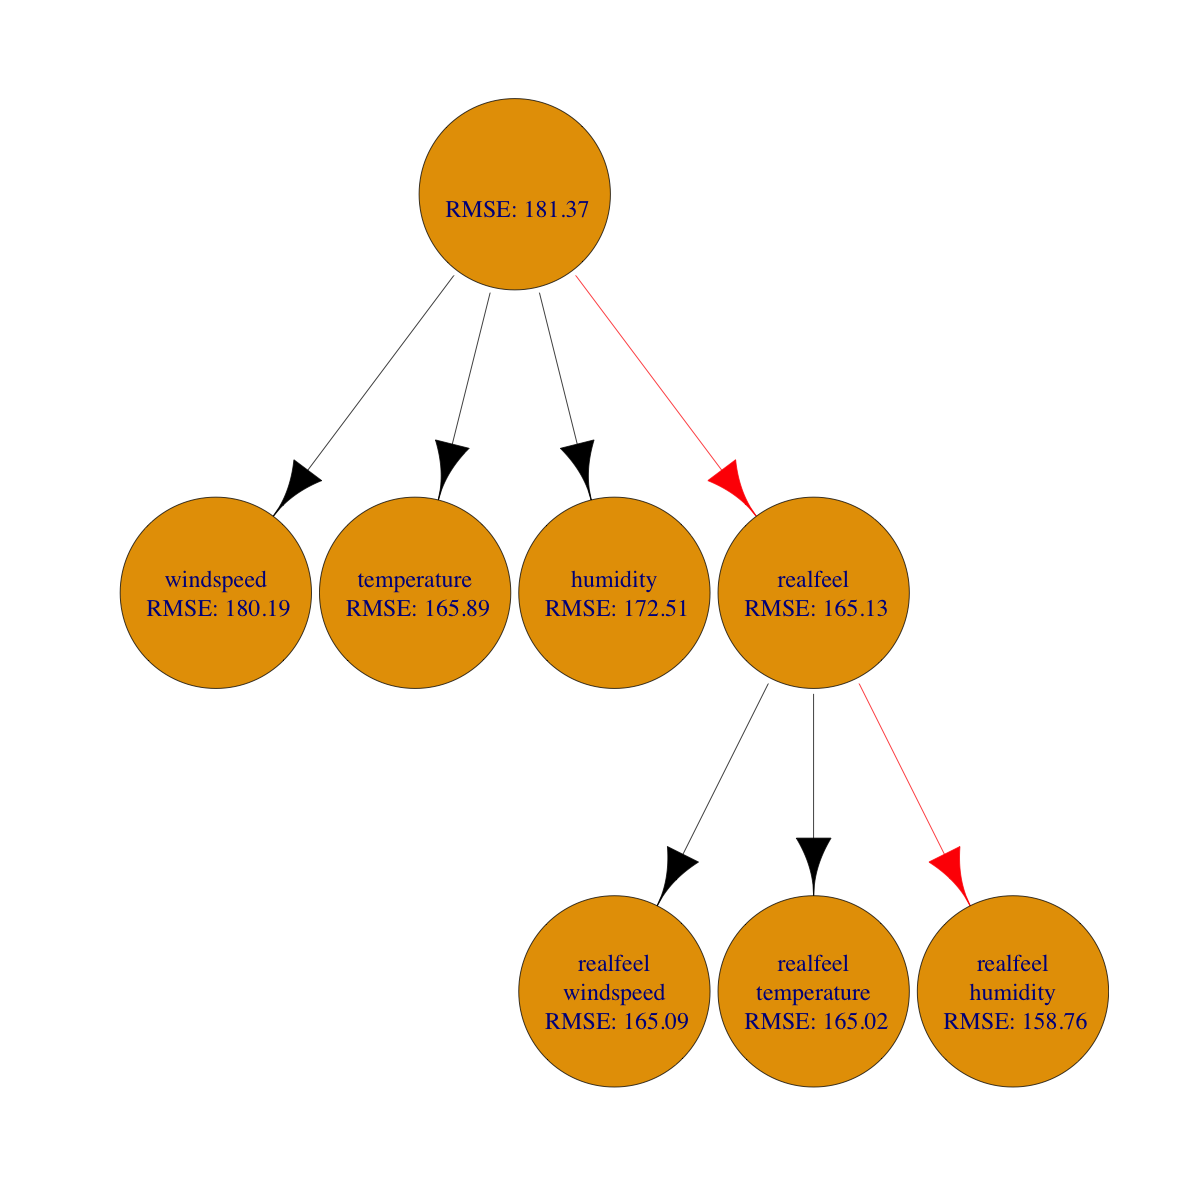 RMSE: 181.37
windspeed
RMSE: 180.19
temperature
RMSE: 165.89
humidity
RMSE: 172.51
realfeel
RMSE: 165.13
realfeel
windspeed
RMSE: 165.09
realfeel
temperature
RMSE: 165.02
realfeel
humidity
RMSE: 158.76